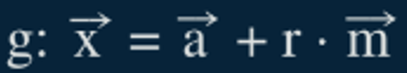 g: x⃗ = a⃗ + r · m⃗